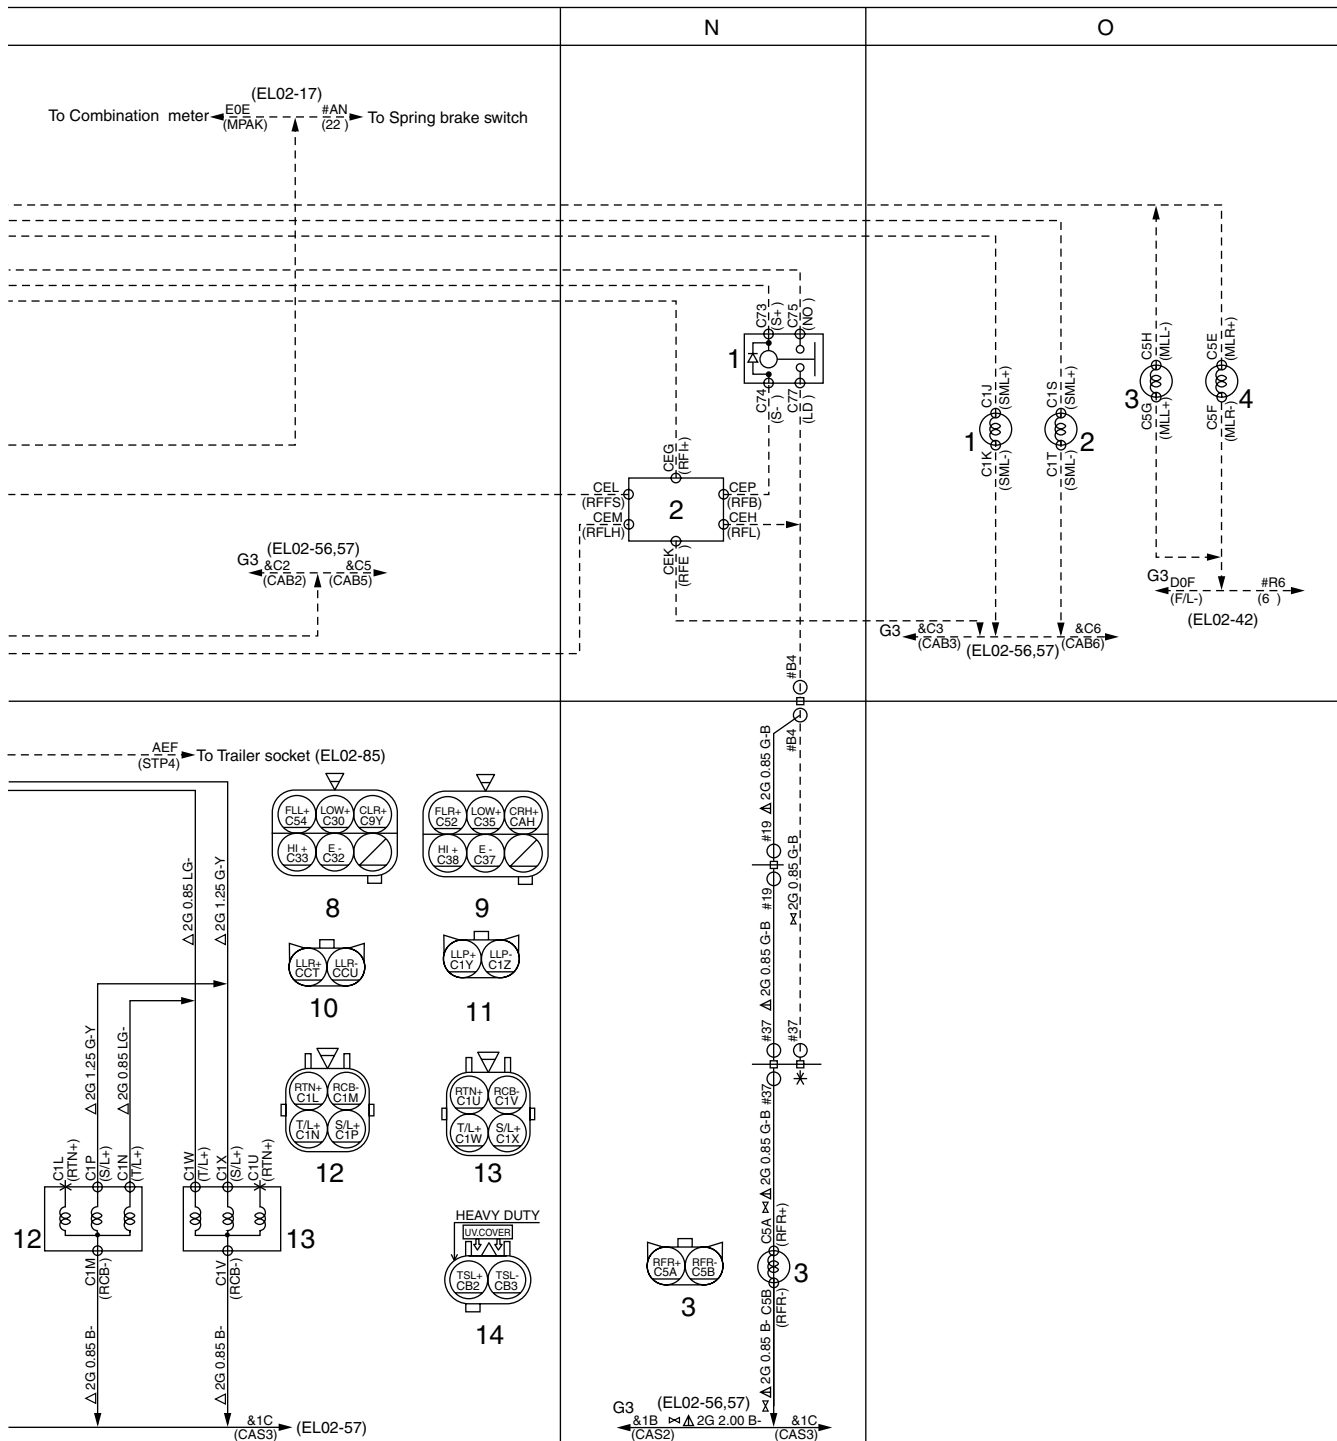 N
O
(EL02-17)
To Combination meter
E0E
(MPAK)
#AN
(22 )
To Spring brake switch
C73
(S+ )
C75
(NO )
1
C74
(S- )
C77
(LD )
C1J
(SML+)
1
C1K
(SML-)
C1S
(SML+)
2
C1T
(SML-)
C5H
(MLL-)
3
C5G
(MLL+)
C5E
(MLR+)
4
C5F
(MLR-)
CEG
(RFI+)
CEL
(RFFS)
CEM
(RFLH)
2
CEP
(RFB)
CEH
(RFL)
CEK
(RFE )
G3
(EL02-56,57)
&C2
(CAB2)
&C5
(CAB5)
G3
&C3
(CAB3)
(EL02-56,57)
&C6
(CAB6)
G3
D0F
(F/L-)
#R6
(6 )
(EL02-42)
#B4
#B4
AEF
(STP4)
To Trailer socket (EL02-85)
FLL+
C54
LOW+
C30
CLR+
C9Y
HI +
C33
E -
C32
8
FLR+
C52
LOW+
C35
CRH+
CAH
HI +
C38
E -
C37
9
△ 2G 0.85 LG-
△ 2G 1.25 G-Y
LLR+
CCT
LLR-
CCU
10
LLP+
C1Y
LLP-
C1Z
11
2G 0.85 G-B
#19
#19
2G 0.85 G-B
2G 0.85 G-B
#37
#37
#37
△ 2G 1.25 G-Y
△ 2G 0.85 LG-
RTN+
C1L
RCB-
C1M
T/L+
C1N
S/L+
C1P
12
RTN+
C1U
RCB-
C1V
T/L+
C1W
S/L+
C1X
13
C1L
(RTN+)
C1P
(S/L+)
C1N
(T/L+)
12
C1M
(RCB-)
C1W
(T/L+)
C1X
(S/L+)
C1U
(RTN+)
13
C1V
(RCB-)
△ 2G 0.85 B-
△ 2G 0.85 B-
HEAVY DUTY
UV.COVER
TSL+
CB2
TSL-
CB3
14
RFR+
C5A
RFR-
C5B
3
2G 0.85 G-B
C5A
(RFR+)
3
C5B
(RFR-)
2G 0.85 B-
&1C
(CAS3)
(EL02-57)
G3
(EL02-56,57)
&1B
(CAS2)
2G 2.00 B-
&1C
(CAS3)